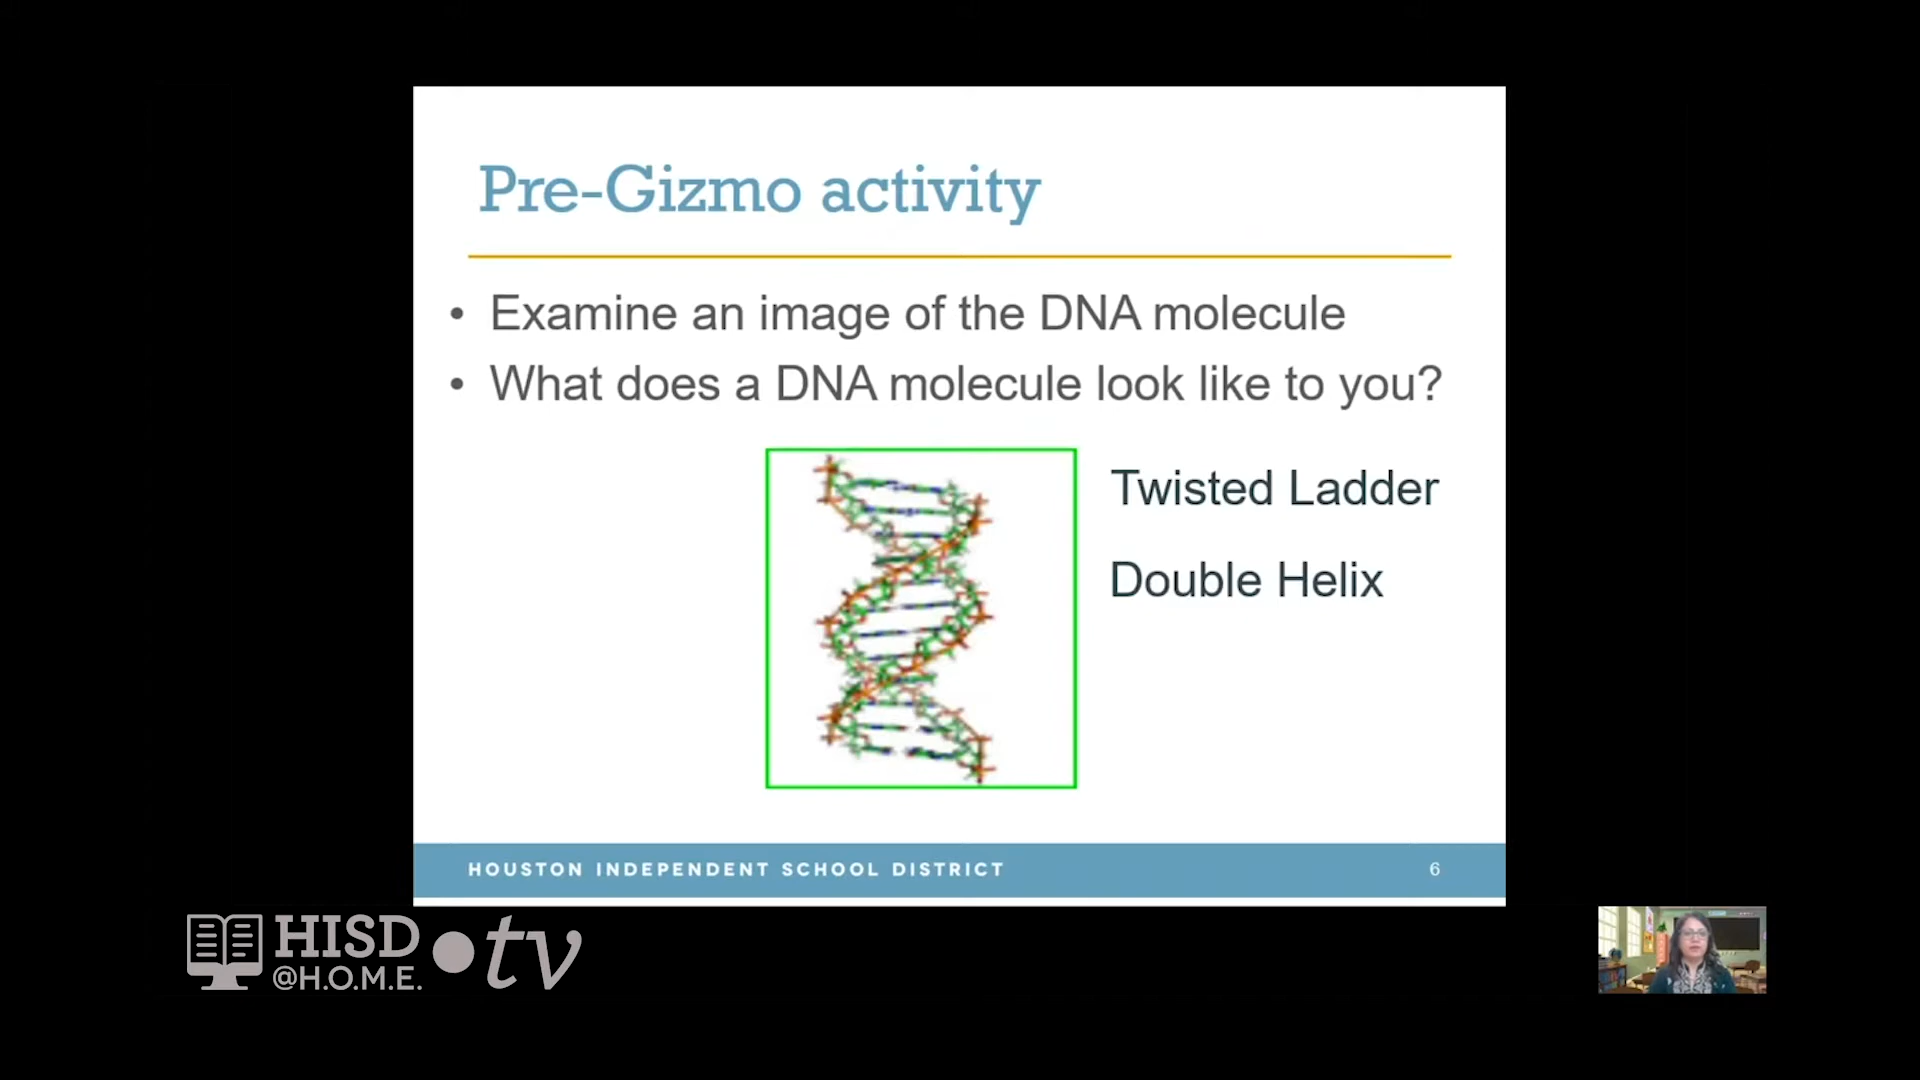 Pre-Gizmo activity
• Examine an image of the DNA molecule
• What does a DNA molecule look like to you?
Twisted Ladder
Double Helix
HOUSTON INDEPENDENT SCHOOL DISTRICT 6
HISD
@H.O.M.E.
tv